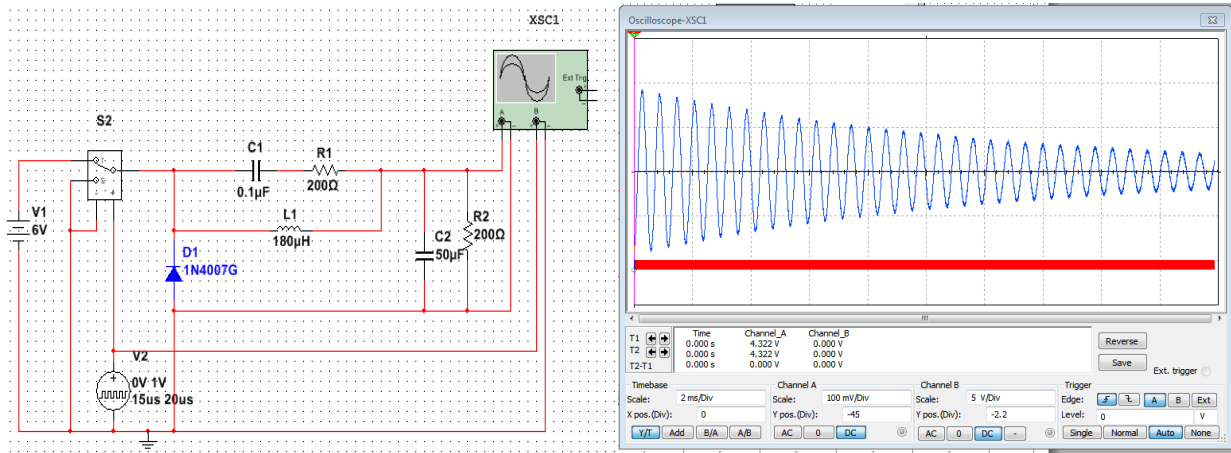 XSC1
Ext Trig
A B
S2
C1
0.1µF
R1
200Ω
V1
6V
L1
180µH
D1
1N4007G
C2
50µF
R2
200Ω
V2
0V 1V
15us 20us
Oscilloscope-XSC1
Time Channel_A Channel_B
T1 0.000 s 4.322 V 0.000 V
T2 0.000 s 4.322 V 0.000 V
T2-T1 0.000 s 0.000 V 0.000 V
Reverse
Save
Ext. trigger
Timebase
Scale: 2 ms/Div
X pos.(Div): 0
Y/T Add B/A A/B
Channel A
Scale: 100 mV/Div
Y pos.(Div): -45
AC 0 DC
Channel B
Scale: 5 V/Div
Y pos.(Div): -2.2
AC 0 DC -
Trigger
Edge: A B Ext
Level: 0 V
Single Normal Auto None